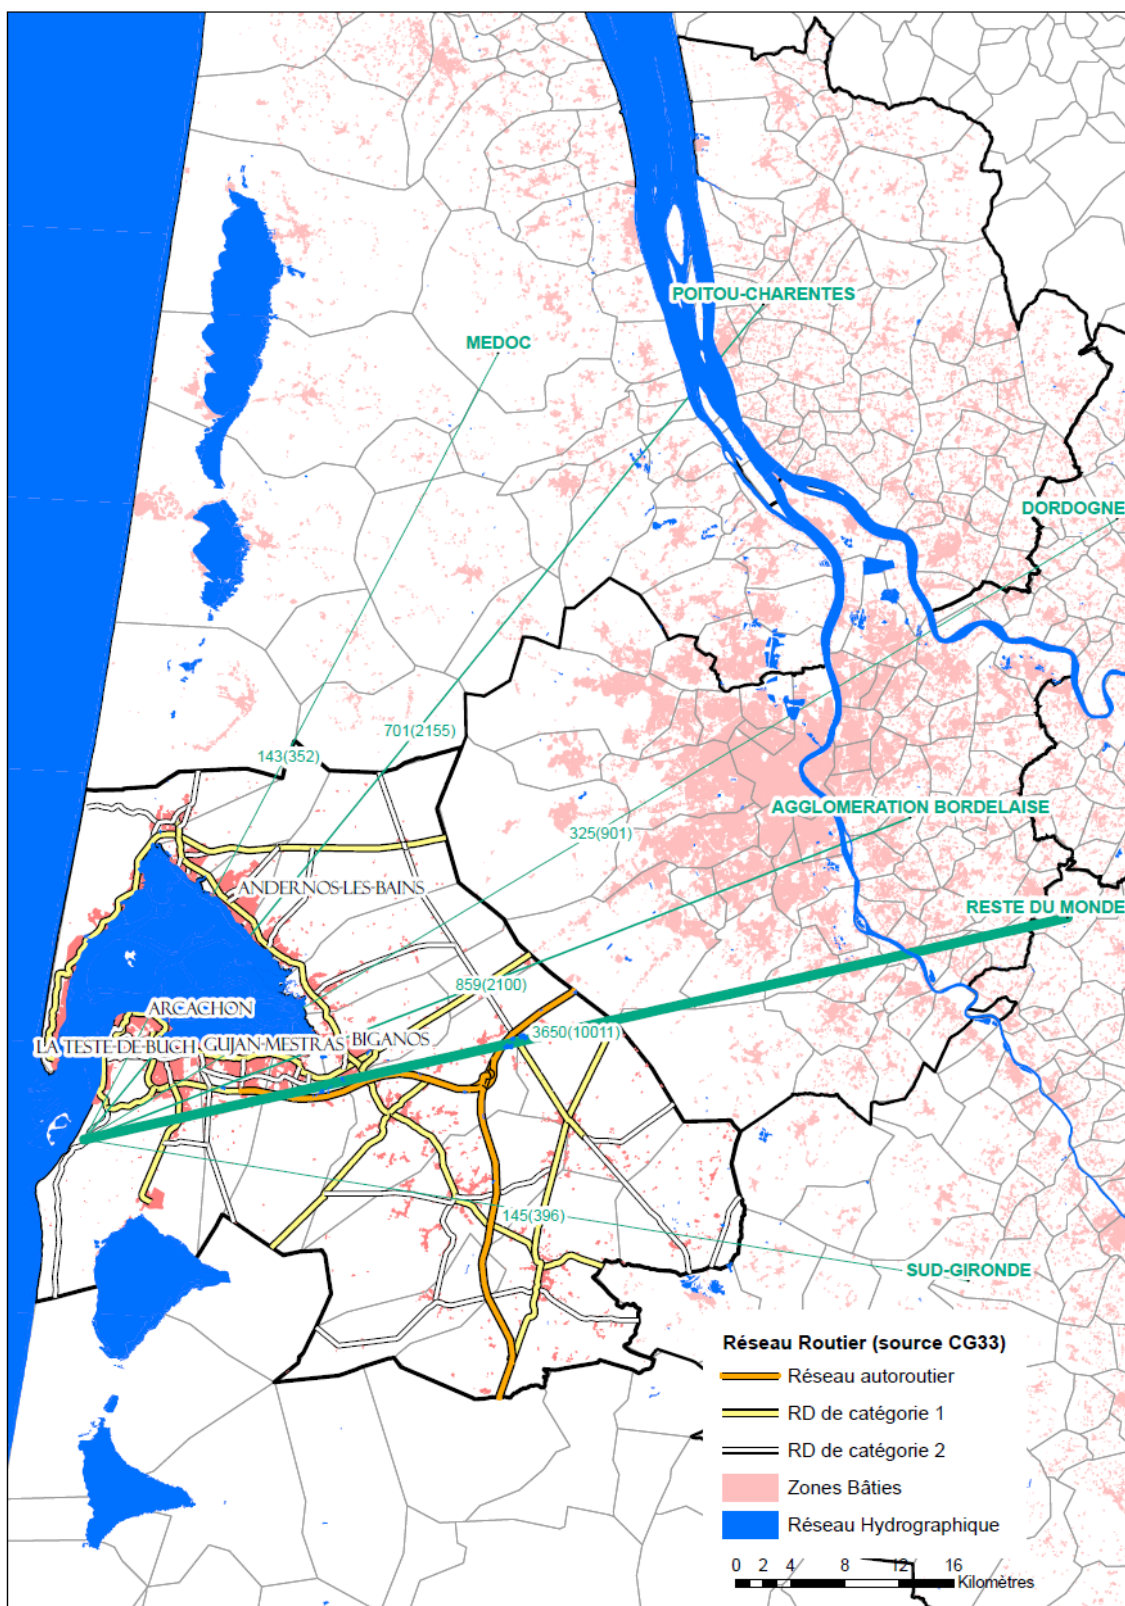 POITOU-CHARENTES
MEDOC
DORDOGNE
701(2155)
143(352)
AGGLOMERATION BORDELAISE
325(901)
ANDERNOS-LES-BAINS
RESTE DU MONDE
859(2100)
ARCACHON
3650(10011)
LA TESTE-DE-BUCH GUJAN-MESTRAS BIGANOS
145(396)
SUD-GIRONDE
Réseau Routier (source CG33)
Réseau autoroutier
RD de catégorie 1
RD de catégorie 2
Zones Bâties
Réseau Hydrographique
0 2 4 8 12 16
Kilomètres